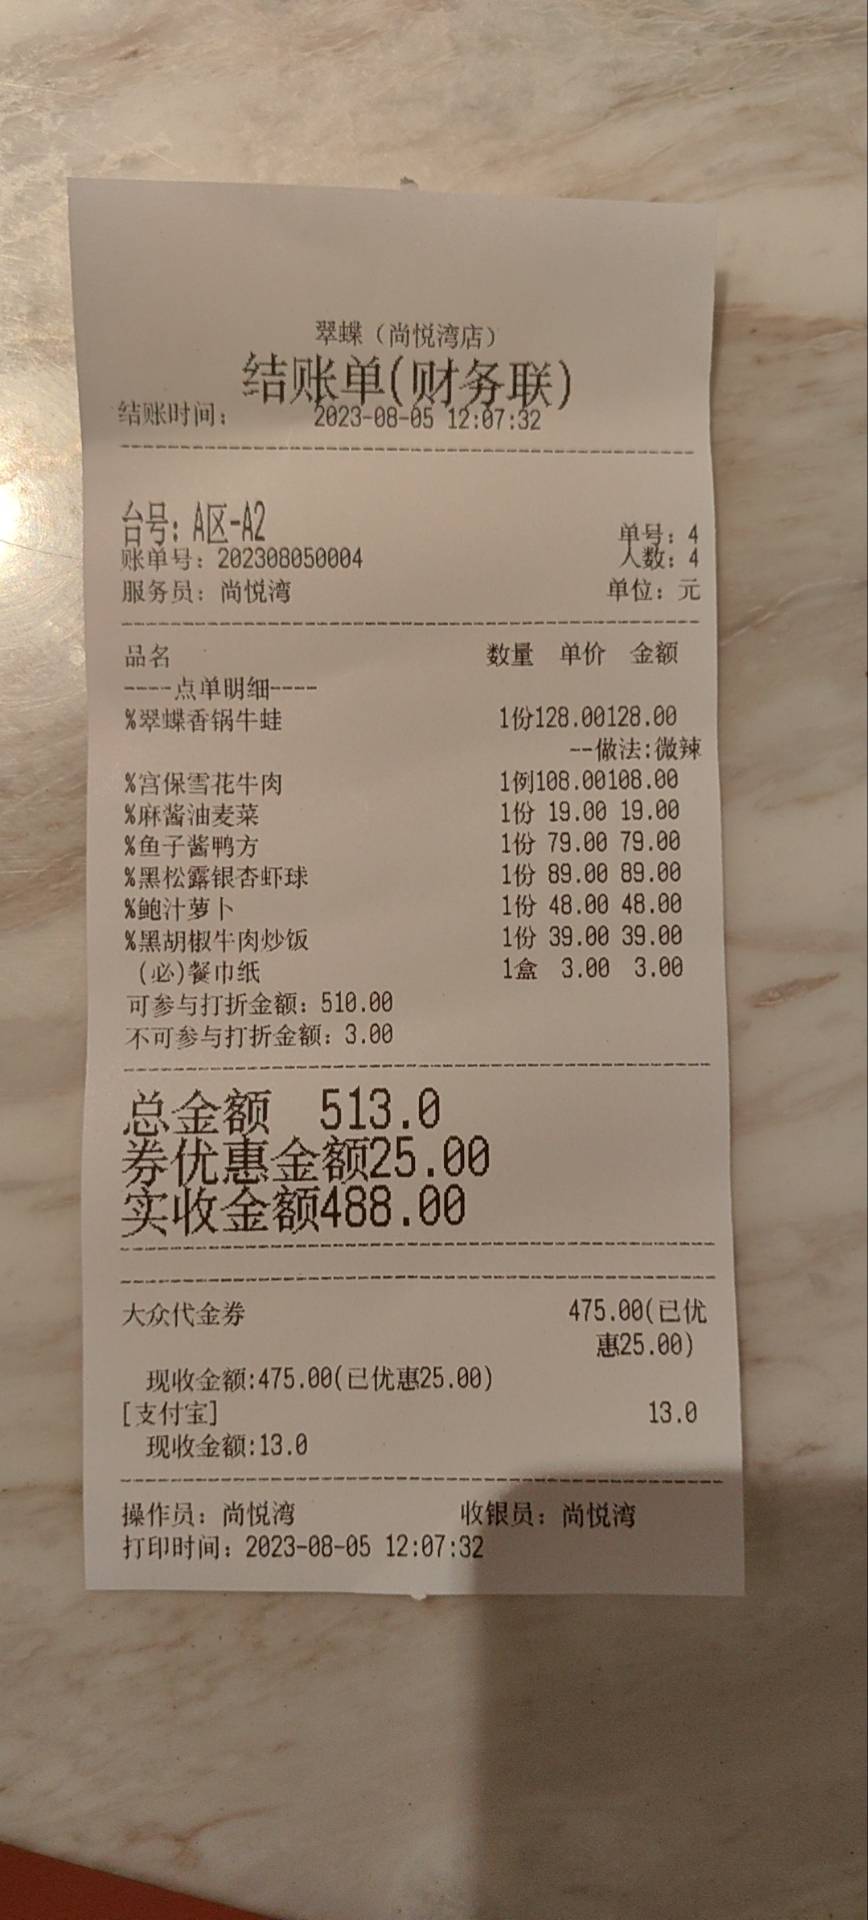 翠蝶（尚悦湾店）
结账单(财务联)
结账时间： 2023-08-05 12:07:32
台号：A区-A2
单号：4
账单号：202308050004 人数：4
服务员：尚悦湾 单位：元
品名 数量 单价 金额
----点单明细----
%翠蝶香锅牛蛙 1份128.00128.00
--做法:微辣
%宫保雪花牛肉 1例108.00108.00
%麻酱油麦菜 1份 19.00 19.00
%鱼子酱鸭方 1份 79.00 79.00
%黑松露银杏虾球 1份 89.00 89.00
%鲍汁萝卜 1份 48.00 48.00
%黑胡椒牛肉炒饭 1份 39.00 39.00
(必)餐巾纸 1盒 3.00 3.00
可参与打折金额：510.00
不可参与打折金额：3.00
总金额 513.0
券优惠金额25.00
实收金额488.00
大众代金券 475.00(已优
惠25.00)
现收金额:475.00(已优惠25.00)
[支付宝] 13.0
现收金额:13.0
操作员：尚悦湾 收银员：尚悦湾
打印时间：2023-08-05 12:07:32